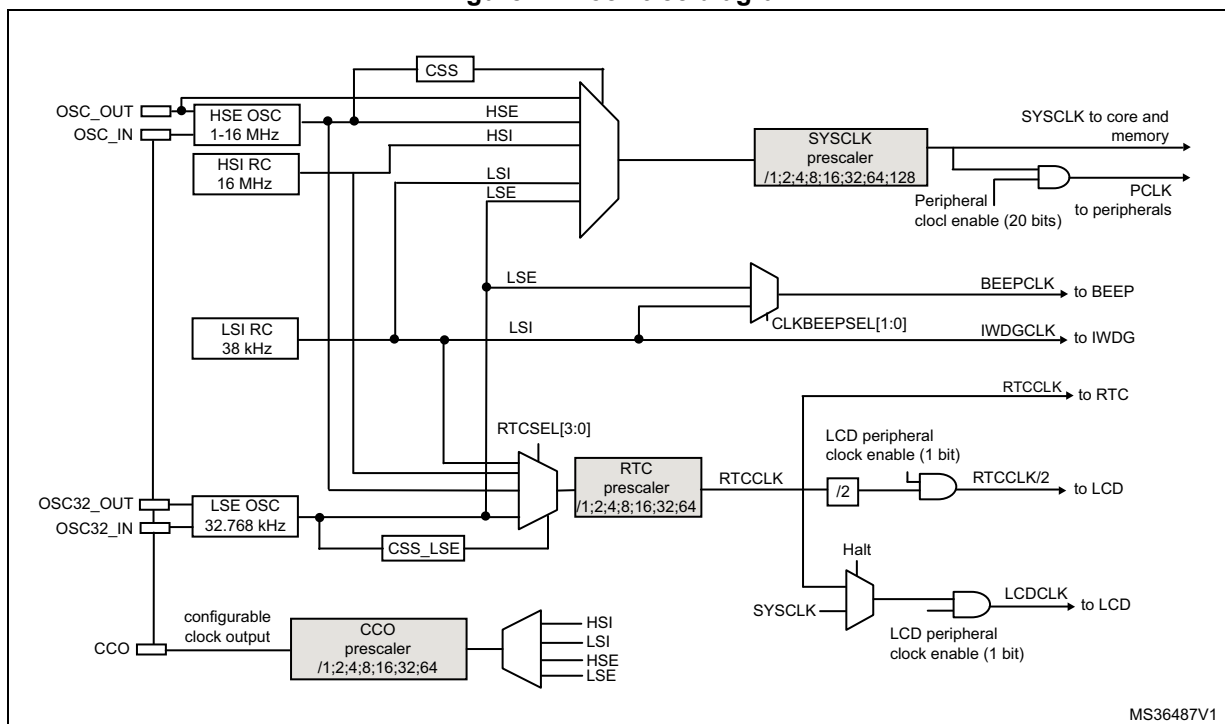 CSS
OSC_OUT
OSC_IN
HSE OSC
1-16 MHz
HSE
HSI
HSI RC
16 MHz
LSI
LSE
SYSCLK
prescaler
/1;2;4;8;16;32;64;128
SYSCLK to core and
memory
PCLK
to peripherals
Peripheral
clocl enable (20 bits)
LSE
BEEPCLK
to BEEP
CLKBEEPSEL[1:0]
LSI RC
38 kHz
LSI
IWDGCLK
to IWDG
RTCSEL[3:0]
RTCCLK
to RTC
LCD peripheral
clock enable (1 bit)
RTC
prescaler
/1;2;4;8;16;32;64
RTCCLK
/2
RTCCLK/2
to LCD
OSC32_OUT
OSC32_IN
LSE OSC
32.768 kHz
CSS_LSE
Halt
SYSCLK
LCDCLK
to LCD
LCD peripheral
clock enable (1 bit)
CCO
configurable
clock output
CCO
prescaler
/1;2;4;8;16;32;64
HSI
LSI
HSE
LSE
MS36487V1